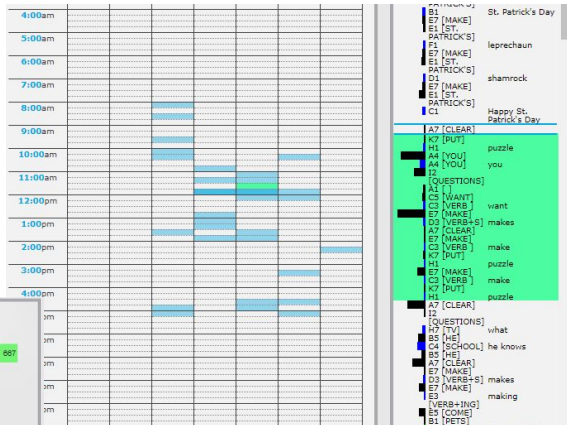 4:00am
5:00am
6:00am
7:00am
8:00am
9:00am
10:00am
11:00am
12:00pm
1:00pm
2:00pm
3:00pm
4:00pm
pm
pm
pm
pm
pm
667
PATRICK'S]
B1 St. Patrick's Day
E7 [MAKE]
E1 [ST.
PATRICK'S]
F1 leprechaun
E7 [MAKE]
E1 [ST.
PATRICK'S]
D1 shamrock
E7 [MAKE]
E1 [ST.
PATRICK'S]
C1 Happy St.
Patrick's Day
A7 [CLEAR]
K7 [PUT]
H1 puzzle
A4 [YOU]
A4 [YOU] you
I2
[QUESTIONS]
A1 [ ]
C5 [WANT]
C3 [VERB ] want
E7 [MAKE]
D3 [VERB+S] makes
A7 [CLEAR]
E7 [MAKE]
C3 [VERB ] make
K7 [PUT]
H1 puzzle
E7 [MAKE]
C3 [VERB ] make
K7 [PUT]
H1 puzzle
A7 [CLEAR]
I2
[QUESTIONS]
H7 [TV] what
B5 [HE]
C4 [SCHOOL] he knows
B5 [HE]
A7 [CLEAR]
E7 [MAKE]
D3 [VERB+S] makes
E7 [MAKE]
E3 making
[VERB+ING]
E5 [COME]
B1 [PETS]